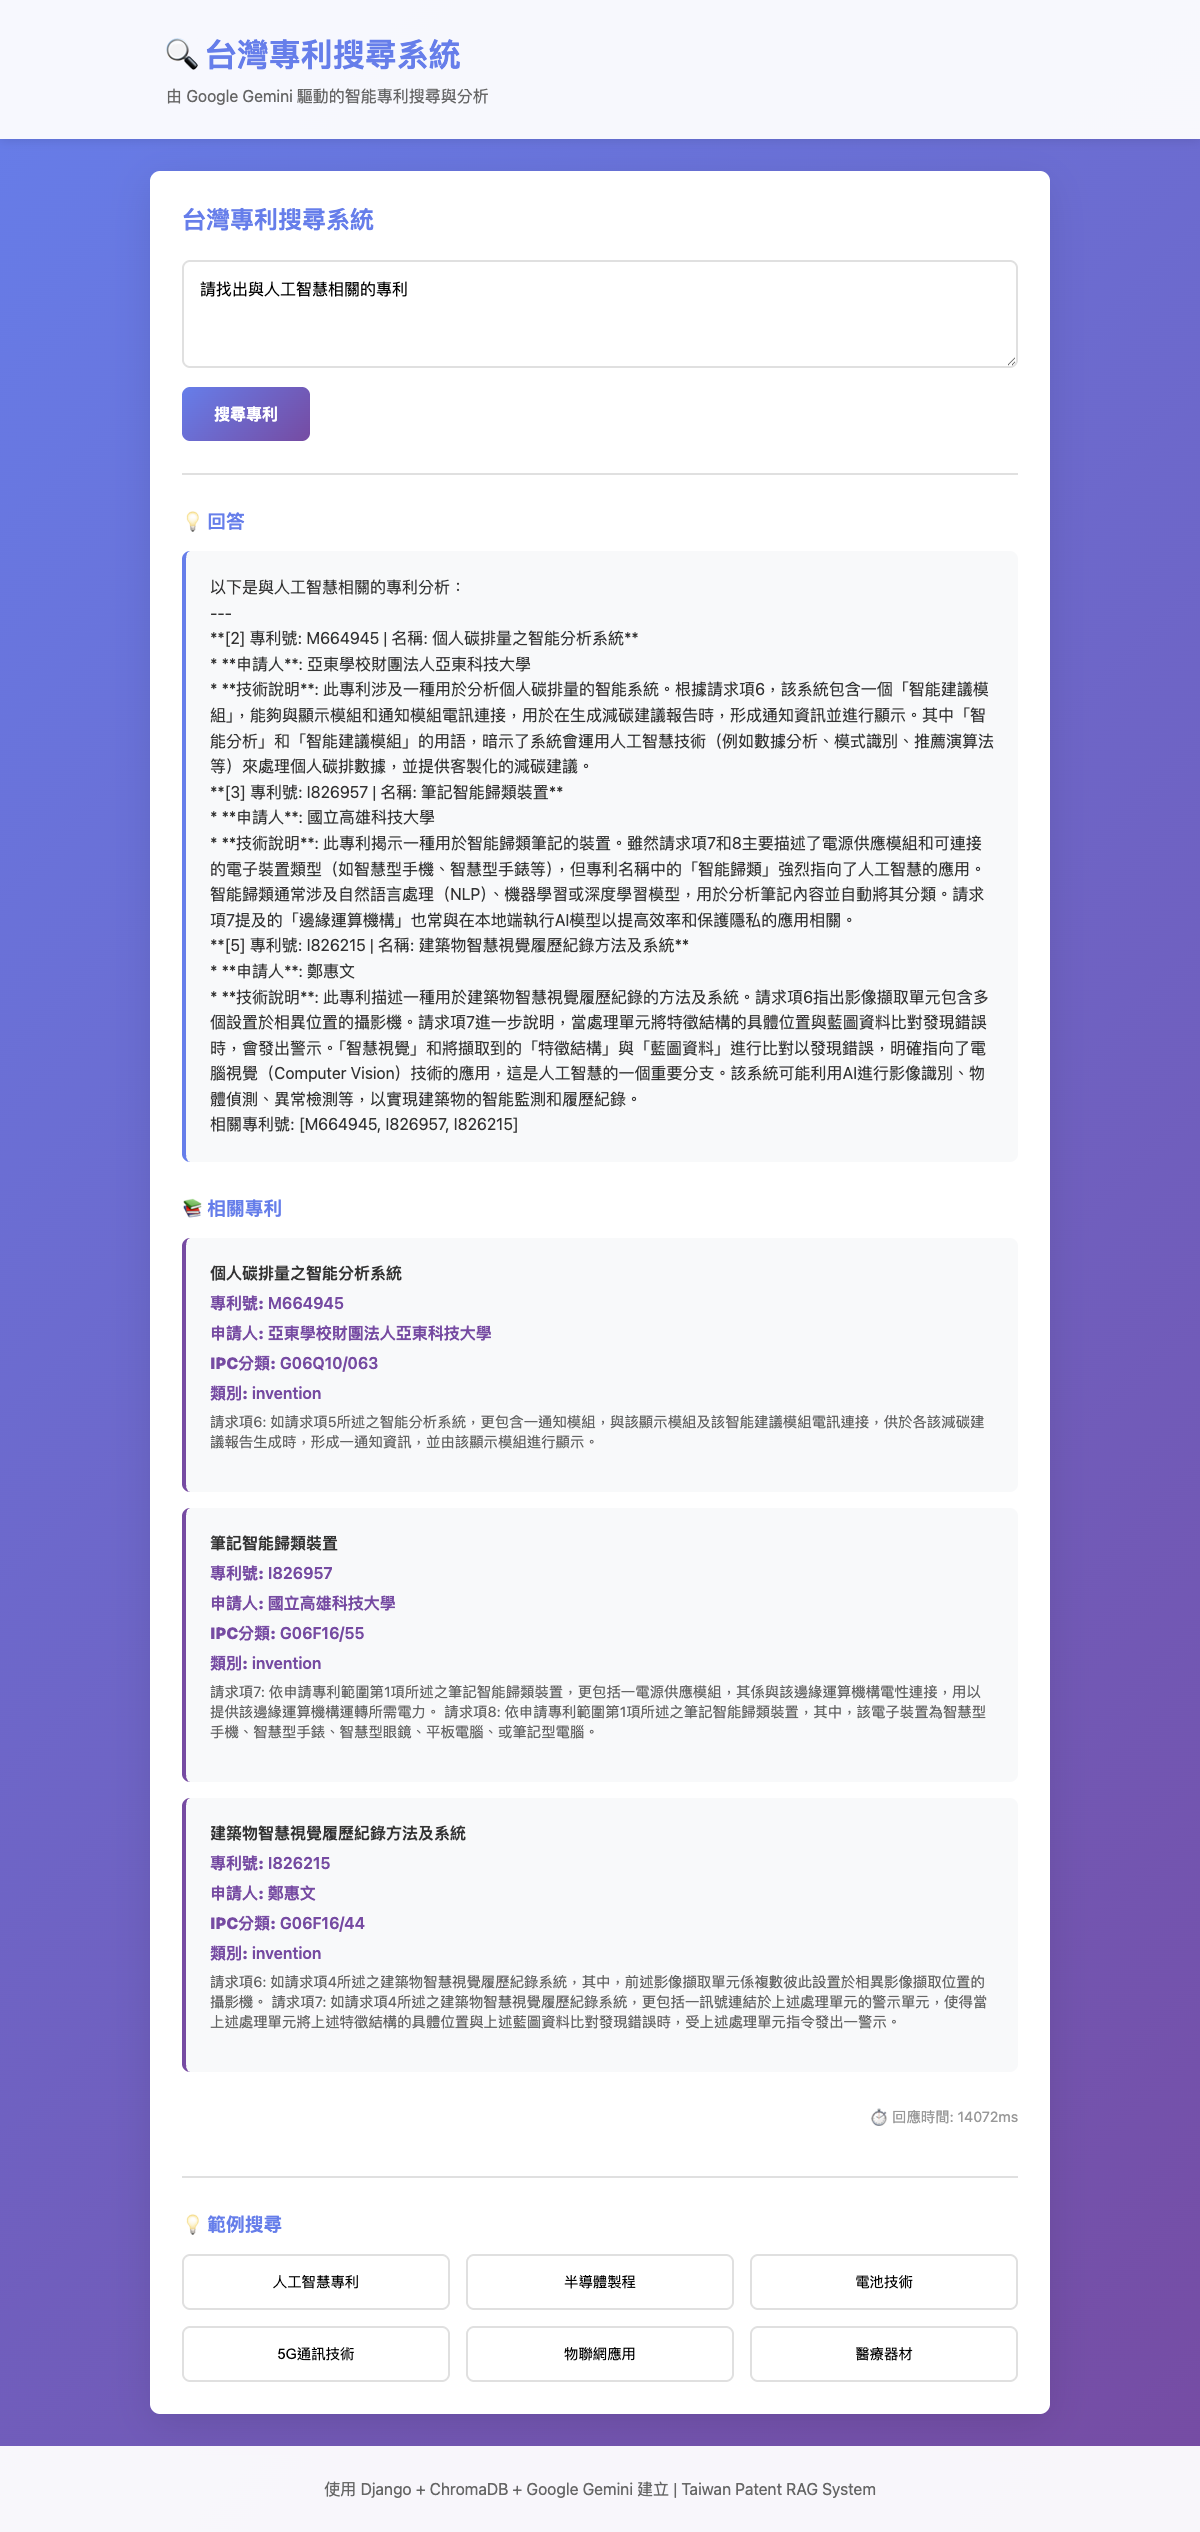 🔍 台灣專利搜尋系統
由 Google Gemini 驅動的智能專利搜尋與分析
台灣專利搜尋系統
請找出與人工智慧相關的專利
搜尋專利
💡 回答
以下是與人工智慧相關的專利分析：
---
**[2] 專利號: M664945 | 名稱: 個人碳排量之智能分析系統**
* **申請人**: 亞東學校財團法人亞東科技大學
* **技術說明**: 此專利涉及一種用於分析個人碳排量的智能系統。根據請求項6，該系統包含一個「智能建議模
組」，能夠與顯示模組和通知模組電訊連接，用於在生成減碳建議報告時，形成通知資訊並進行顯示。其中「智
能分析」和「智能建議模組」的用語，暗示了系統會運用人工智慧技術（例如數據分析、模式識別、推薦演算法
等）來處理個人碳排數據，並提供客製化的減碳建議。
**[3] 專利號: I826957 | 名稱: 筆記智能歸類裝置**
* **申請人**: 國立高雄科技大學
* **技術說明**: 此專利揭示一種用於智能歸類筆記的裝置。雖然請求項7和8主要描述了電源供應模組和可連接
的電子裝置類型（如智慧型手機、智慧型手錶等），但專利名稱中的「智能歸類」強烈指向了人工智慧的應用。
智能歸類通常涉及自然語言處理（NLP）、機器學習或深度學習模型，用於分析筆記內容並自動將其分類。請求
項7提及的「邊緣運算機構」也常與在本地端執行AI模型以提高效率和保護隱私的應用相關。
**[5] 專利號: I826215 | 名稱: 建築物智慧視覺履歷紀錄方法及系統**
* **申請人**: 鄭惠文
* **技術說明**: 此專利描述一種用於建築物智慧視覺履歷紀錄的方法及系統。請求項6指出影像擷取單元包含多
個設置於相異位置的攝影機。請求項7進一步說明，當處理單元將特徵結構的具體位置與藍圖資料比對發現錯誤
時，會發出警示。「智慧視覺」和將擷取到的「特徵結構」與「藍圖資料」進行比對以發現錯誤，明確指向了電
腦視覺（Computer Vision）技術的應用，這是人工智慧的一個重要分支。該系統可能利用AI進行影像識別、物
體偵測、異常檢測等，以實現建築物的智能監測和履歷紀錄。
相關專利號: [M664945, I826957, I826215]
📚 相關專利
個人碳排量之智能分析系統
專利號: M664945
申請人: 亞東學校財團法人亞東科技大學
IPC分類: G06Q10/063
類別: invention
請求項6: 如請求項5所述之智能分析系統，更包含一通知模組，與該顯示模組及該智能建議模組電訊連接，供於各該減碳建
議報告生成時，形成一通知資訊，並由該顯示模組進行顯示。
筆記智能歸類裝置
專利號: I826957
申請人: 國立高雄科技大學
IPC分類: G06F16/55
類別: invention
請求項7: 依申請專利範圍第1項所述之筆記智能歸類裝置，更包括一電源供應模組，其係與該邊緣運算機構電性連接，用以
提供該邊緣運算機構運轉所需電力。 請求項8: 依申請專利範圍第1項所述之筆記智能歸類裝置，其中，該電子裝置為智慧型
手機、智慧型手錶、智慧型眼鏡、平板電腦、或筆記型電腦。
建築物智慧視覺履歷紀錄方法及系統
專利號: I826215
申請人: 鄭惠文
IPC分類: G06F16/44
類別: invention
請求項6: 如請求項4所述之建築物智慧視覺履歷紀錄系統，其中，前述影像擷取單元係複數彼此設置於相異影像擷取位置的
攝影機。 請求項7: 如請求項4所述之建築物智慧視覺履歷紀錄系統，更包括一訊號連結於上述處理單元的警示單元，使得當
上述處理單元將上述特徵結構的具體位置與上述藍圖資料比對發現錯誤時，受上述處理單元指令發出一警示。
⏱️ 回應時間: 14072ms
💡 範例搜尋
人工智慧專利
半導體製程
電池技術
5G通訊技術
物聯網應用
醫療器材
使用 Django + ChromaDB + Google Gemini 建立 | Taiwan Patent RAG System